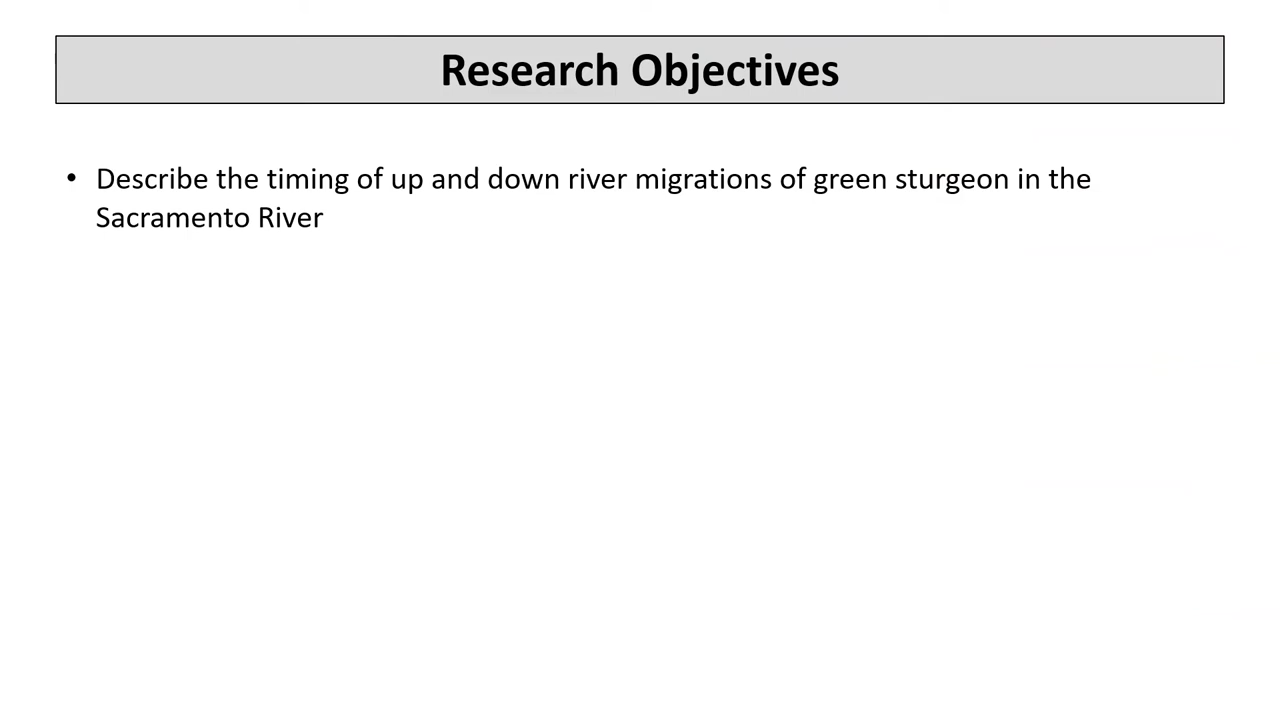 Research Objectives
• Describe the timing of up and down river migrations of green sturgeon in the
Sacramento River